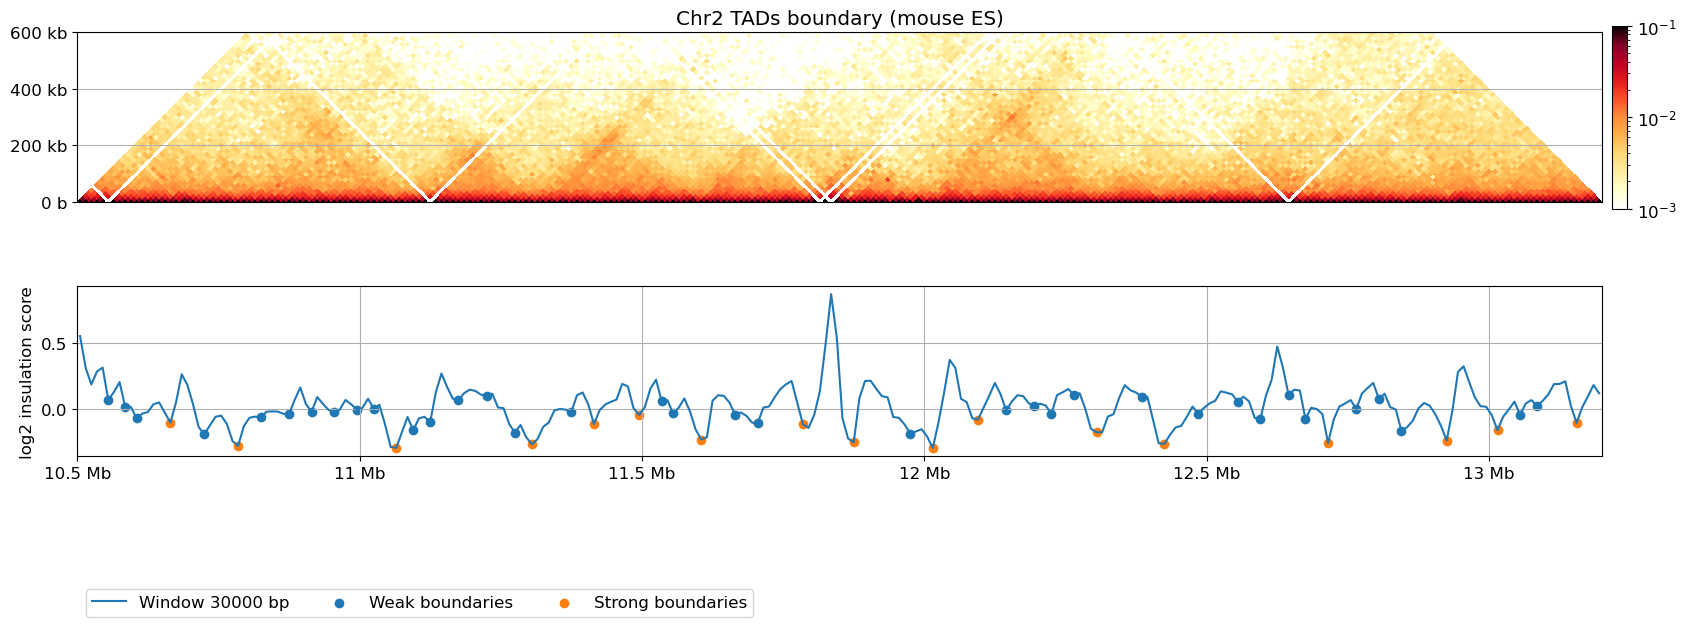 Chr2 TADs boundary (mouse ES)
600 kb
400 kb
200 kb
0 b
10⁻¹
10⁻²
10⁻³
log2 insulation score
0.5
0.0
10.5 Mb 11 Mb 11.5 Mb 12 Mb 12.5 Mb 13 Mb
Window 30000 bp Weak boundaries Strong boundaries